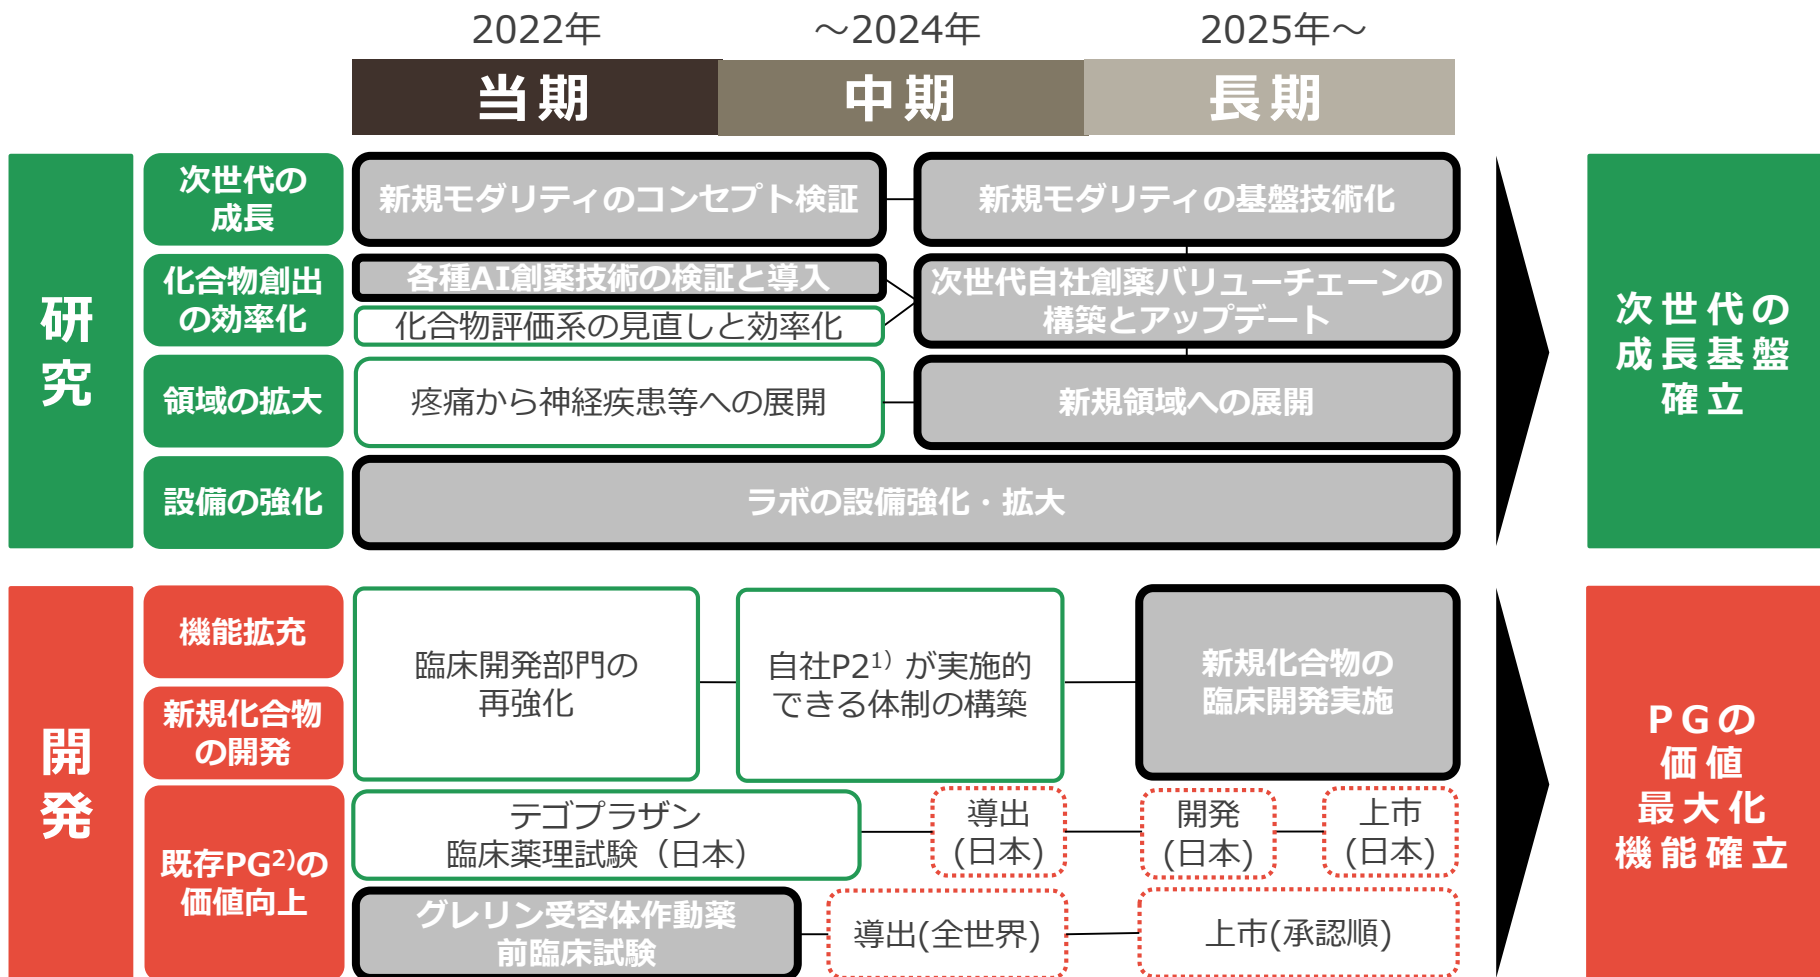 2022年
～2024年
2025年～
当期
中期
長期
研
究
次世代の
成長
新規モダリティのコンセプト検証
新規モダリティの基盤技術化
化合物創出
の効率化
各種AI創薬技術の検証と導入
化合物評価系の見直しと効率化
次世代自社創薬バリューチェーンの
構築とアップデート
領域の拡大
疼痛から神経疾患等への展開
新規領域への展開
設備の強化
ラボの設備強化・拡大
次世代の
成長基盤
確立
開
発
機能拡充
新規化合物
の開発
臨床開発部門の
再強化
自社P2¹⁾ が実施的
できる体制の構築
新規化合物の
臨床開発実施
既存PG²⁾の
価値向上
テゴプラザン
臨床薬理試験（日本）
導出
(日本)
開発
(日本)
上市
(日本)
グレリン受容体作動薬
前臨床試験
導出(全世界)
上市(承認順)
PGの
価値
最大化
機能確立